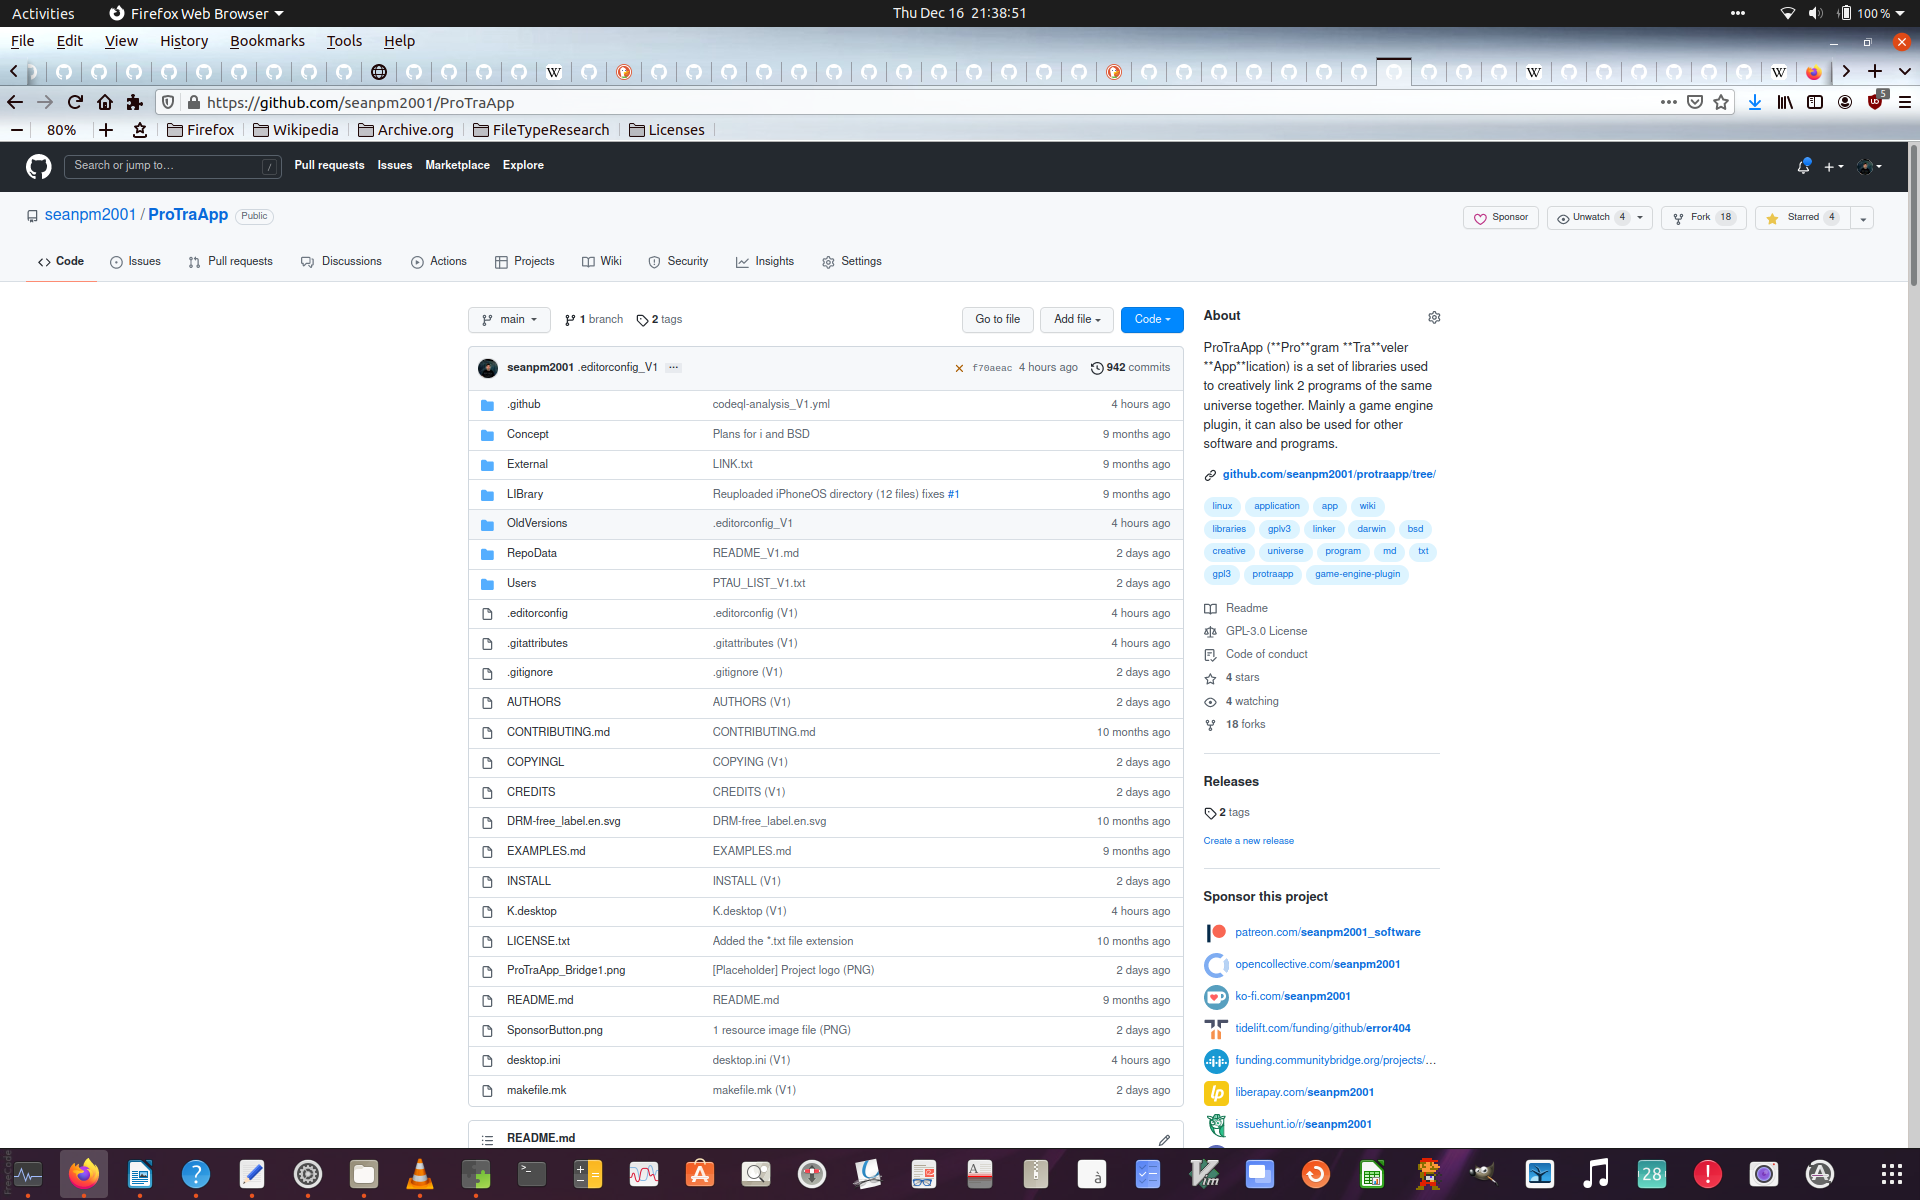 Activities
Firefox Web Browser
Thu Dec 16 21:38:51
100 %
File Edit View History Bookmarks Tools Help
https://github.com/seanpm2001/ProTraApp
5
80%
Firefox
Wikipedia
Archive.org
FileTypeResearch
Licenses
Search or jump to…
/
Pull requests Issues Marketplace Explore
seanpm2001 / ProTraApp Public
Sponsor
Unwatch 4
Fork 18
Starred 4
Code Issues Pull requests Discussions Actions Projects Wiki Security Insights Settings
main 1 branch 2 tags
Go to file Add file Code
seanpm2001 .editorconfig_V1 ... f70aeac 4 hours ago 942 commits
.github codeql-analysis_V1.yml 4 hours ago
Concept Plans for i and BSD 9 months ago
External LINK.txt 9 months ago
LIBrary Reuploaded iPhoneOS directory (12 files) fixes #1 9 months ago
OldVersions .editorconfig_V1 4 hours ago
RepoData README_V1.md 2 days ago
Users PTAU_LIST_V1.txt 2 days ago
.editorconfig .editorconfig (V1) 4 hours ago
.gitattributes .gitattributes (V1) 4 hours ago
.gitignore .gitignore (V1) 2 days ago
AUTHORS AUTHORS (V1) 2 days ago
CONTRIBUTING.md CONTRIBUTING.md 10 months ago
COPYINGL COPYING (V1) 2 days ago
CREDITS CREDITS (V1) 2 days ago
DRM-free_label.en.svg DRM-free_label.en.svg 10 months ago
EXAMPLES.md EXAMPLES.md 9 months ago
INSTALL INSTALL (V1) 2 days ago
K.desktop K.desktop (V1) 4 hours ago
LICENSE.txt Added the *.txt file extension 10 months ago
ProTraApp_Bridge1.png [Placeholder] Project logo (PNG) 2 days ago
README.md README.md 9 months ago
SponsorButton.png 1 resource image file (PNG) 2 days ago
desktop.ini desktop.ini (V1) 4 hours ago
makefile.mk makefile.mk (V1) 2 days ago
README.md
About
ProTraApp (**Pro**gram **Tra**veler
**App**lication) is a set of libraries used
to creatively link 2 programs of the same
universe together. Mainly a game engine
plugin, it can also be used for other
software and programs.
github.com/seanpm2001/protraapp/tree/
linux application app wiki
libraries gplv3 linker darwin bsd
creative universe program md txt
gpl3 protraapp game-engine-plugin
Readme
GPL-3.0 License
Code of conduct
4 stars
4 watching
18 forks
Releases
2 tags
Create a new release
Sponsor this project
patreon.com/seanpm2001_software
opencollective.com/seanpm2001
ko-fi.com/seanpm2001
tidelift.com/funding/github/error404
funding.communitybridge.org/projects/…
liberapay.com/seanpm2001
issuehunt.io/r/seanpm2001
28